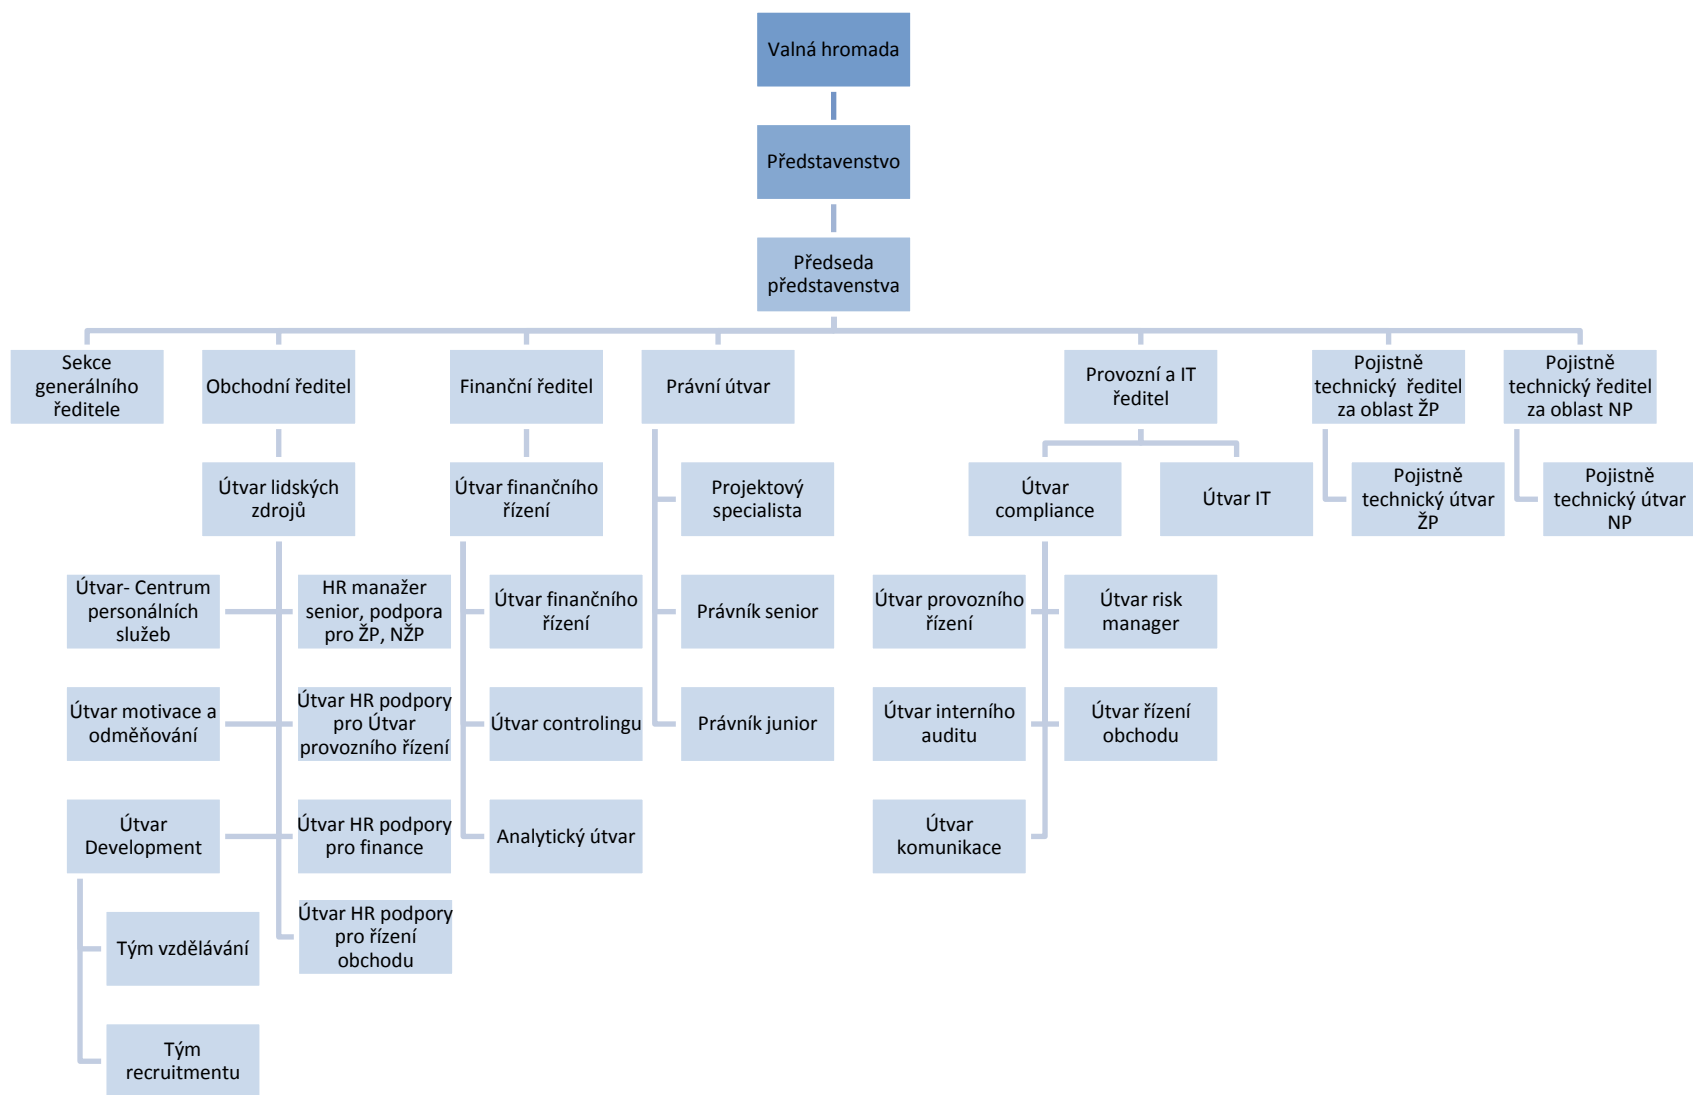 Valná hromada
Představenstvo
Předseda
představenstva
Sekce
generálního
ředitele
Obchodní ředitel
Finanční ředitel
Právní útvar
Provozní a IT
ředitel
Pojistně
technický ředitel
za oblast ŽP
Pojistně
technický ředitel
za oblast NP
Útvar lidských
zdrojů
Útvar finančního
řízení
Projektový
specialista
Útvar
compliance
Útvar IT
Pojistně
technický útvar
ŽP
Pojistně
technický útvar
NP
Útvar- Centrum
personálních
služeb
HR manažer
senior, podpora
pro ŽP, NŽP
Útvar finančního
řízení
Právník senior
Útvar provozního
řízení
Útvar risk
manager
Útvar motivace a
odměňování
Útvar HR podpory
pro Útvar
provozního řízení
Útvar controlingu
Právník junior
Útvar interního
auditu
Útvar řízení
obchodu
Útvar
Development
Útvar HR podpory
pro finance
Analytický útvar
Útvar
komunikace
Tým vzdělávání
Útvar HR podpory
pro řízení
obchodu
Tým
recruitmentu